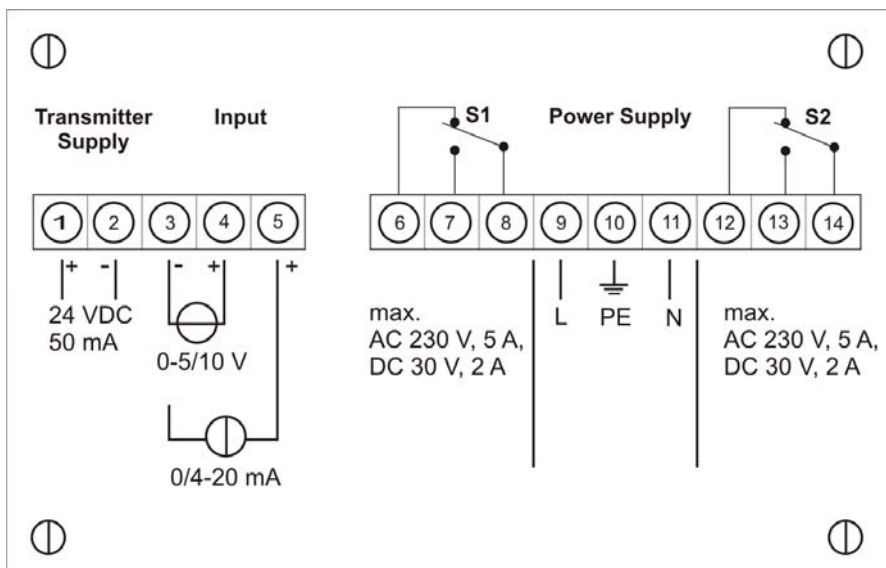 Transmitter
Supply
Input
S1
Power Supply
S2
1 2 3 4 5
6 7 8 9 10 11 12 13 14
+ - - + +
24 VDC
50 mA
0-5/10 V
0/4-20 mA
max.
AC 230 V, 5 A,
DC 30 V, 2 A
L PE N
max.
AC 230 V, 5 A,
DC 30 V, 2 A